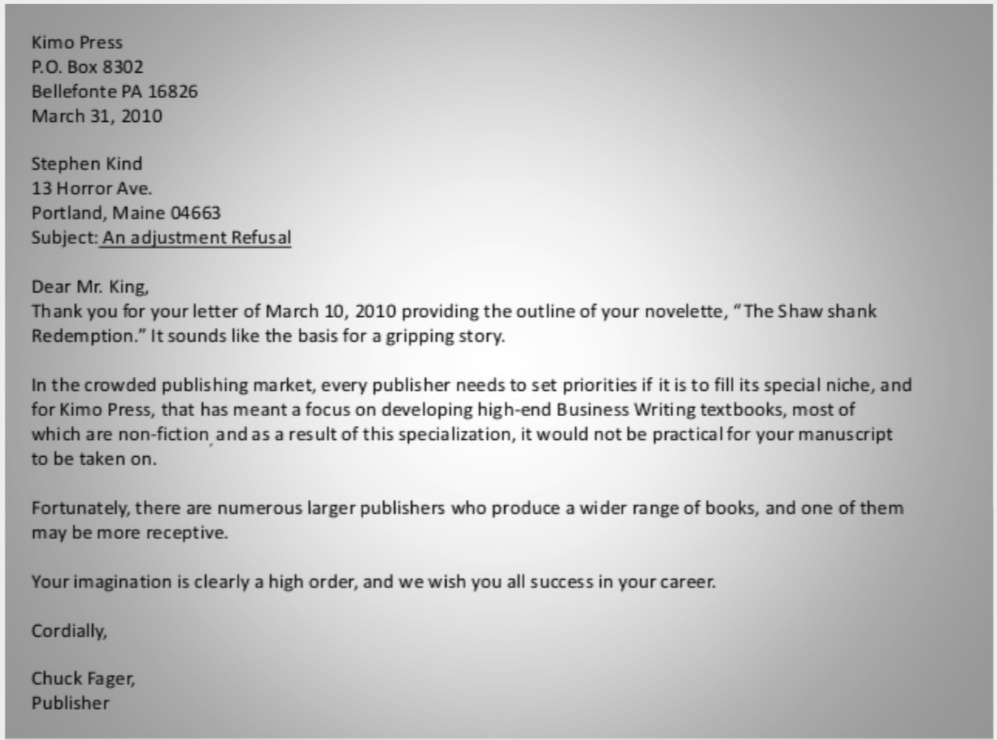 Kimo Press
P.O. Box 8302
Bellefonte PA 16826
March 31, 2010
Stephen Kind
13 Horror Ave.
Portland, Maine 04663
Subject: An adjustment Refusal
Dear Mr. King,
Thank you for your letter of March 10, 2010 providing the outline of your novelette, “The Shaw shank
Redemption.” It sounds like the basis for a gripping story.
In the crowded publishing market, every publisher needs to set priorities if it is to fill its special niche, and
for Kimo Press, that has meant a focus on developing high-end Business Writing textbooks, most of
which are non-fiction, and as a result of this specialization, it would not be practical for your manuscript
to be taken on.
Fortunately, there are numerous larger publishers who produce a wider range of books, and one of them
may be more receptive.
Your imagination is clearly a high order, and we wish you all success in your career.
Cordially,
Chuck Fager,
Publisher